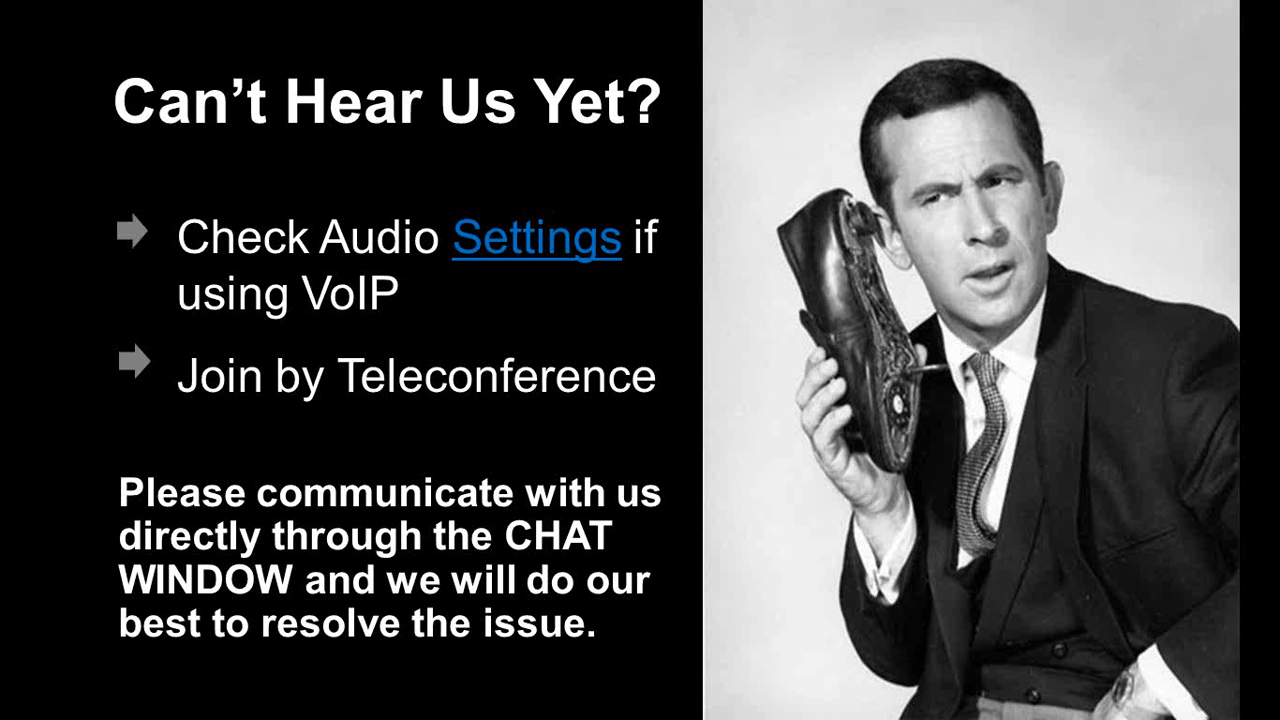 Can’t Hear Us Yet?
Check Audio Settings if
using VoIP
Join by Teleconference
Please communicate with us
directly through the CHAT
WINDOW and we will do our
best to resolve the issue.